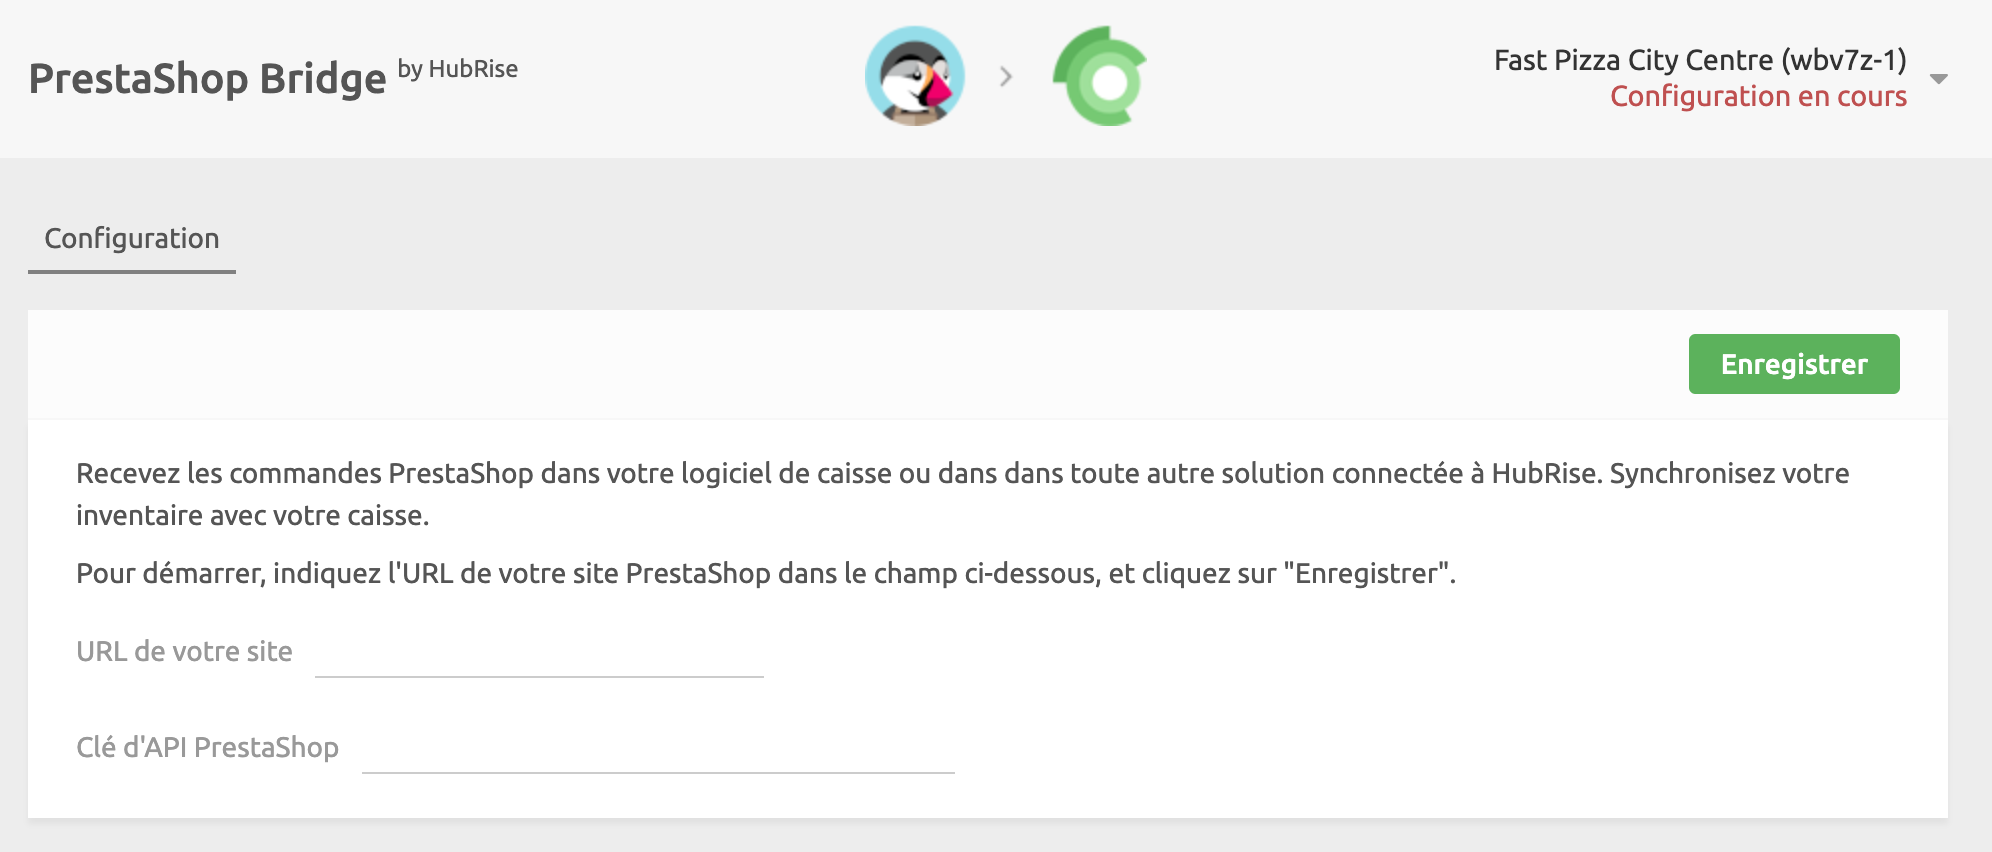 PrestaShop Bridge by HubRise
Fast Pizza City Centre (wbv7z-1)
Configuration en cours
Configuration
Enregistrer
Recevez les commandes PrestaShop dans votre logiciel de caisse ou dans dans toute autre solution connectée à HubRise. Synchronisez votre
inventaire avec votre caisse.
Pour démarrer, indiquez l'URL de votre site PrestaShop dans le champ ci-dessous, et cliquez sur "Enregistrer".
URL de votre site
Clé d'API PrestaShop